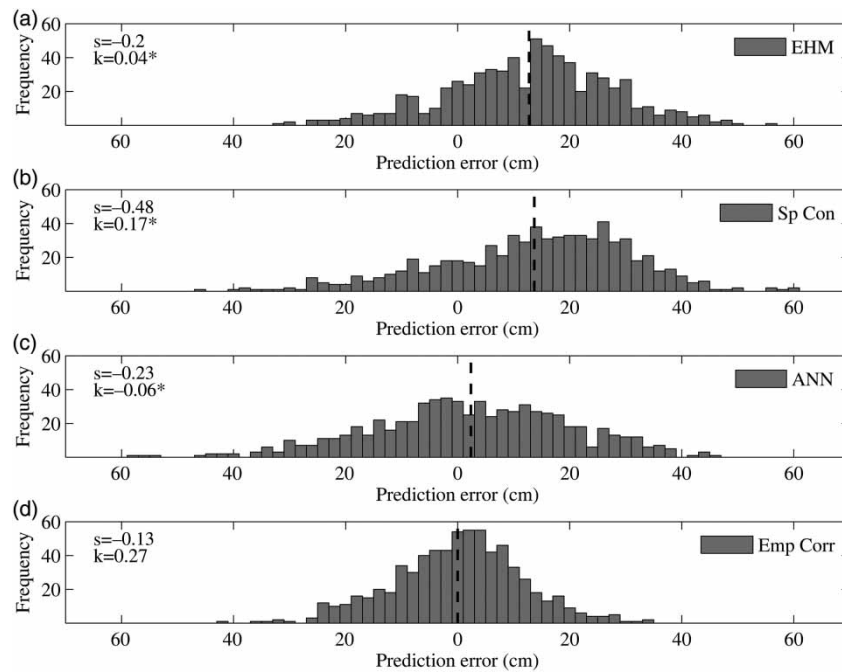 (a)
60
40
20
Frequency
s=–0.2
k=0.04*
EHM
60 40 20 0 20 40 60
Prediction error (cm)
(b)
60
40
20
Frequency
s=–0.48
k=0.17*
Sp Con
60 40 20 0 20 40 60
Prediction error (cm)
(c)
60
40
20
Frequency
s=–0.23
k=–0.06*
ANN
60 40 20 0 20 40 60
Prediction error (cm)
(d)
60
40
20
Frequency
s=–0.13
k=0.27
Emp Corr
60 40 20 0 20 40 60
Prediction error (cm)